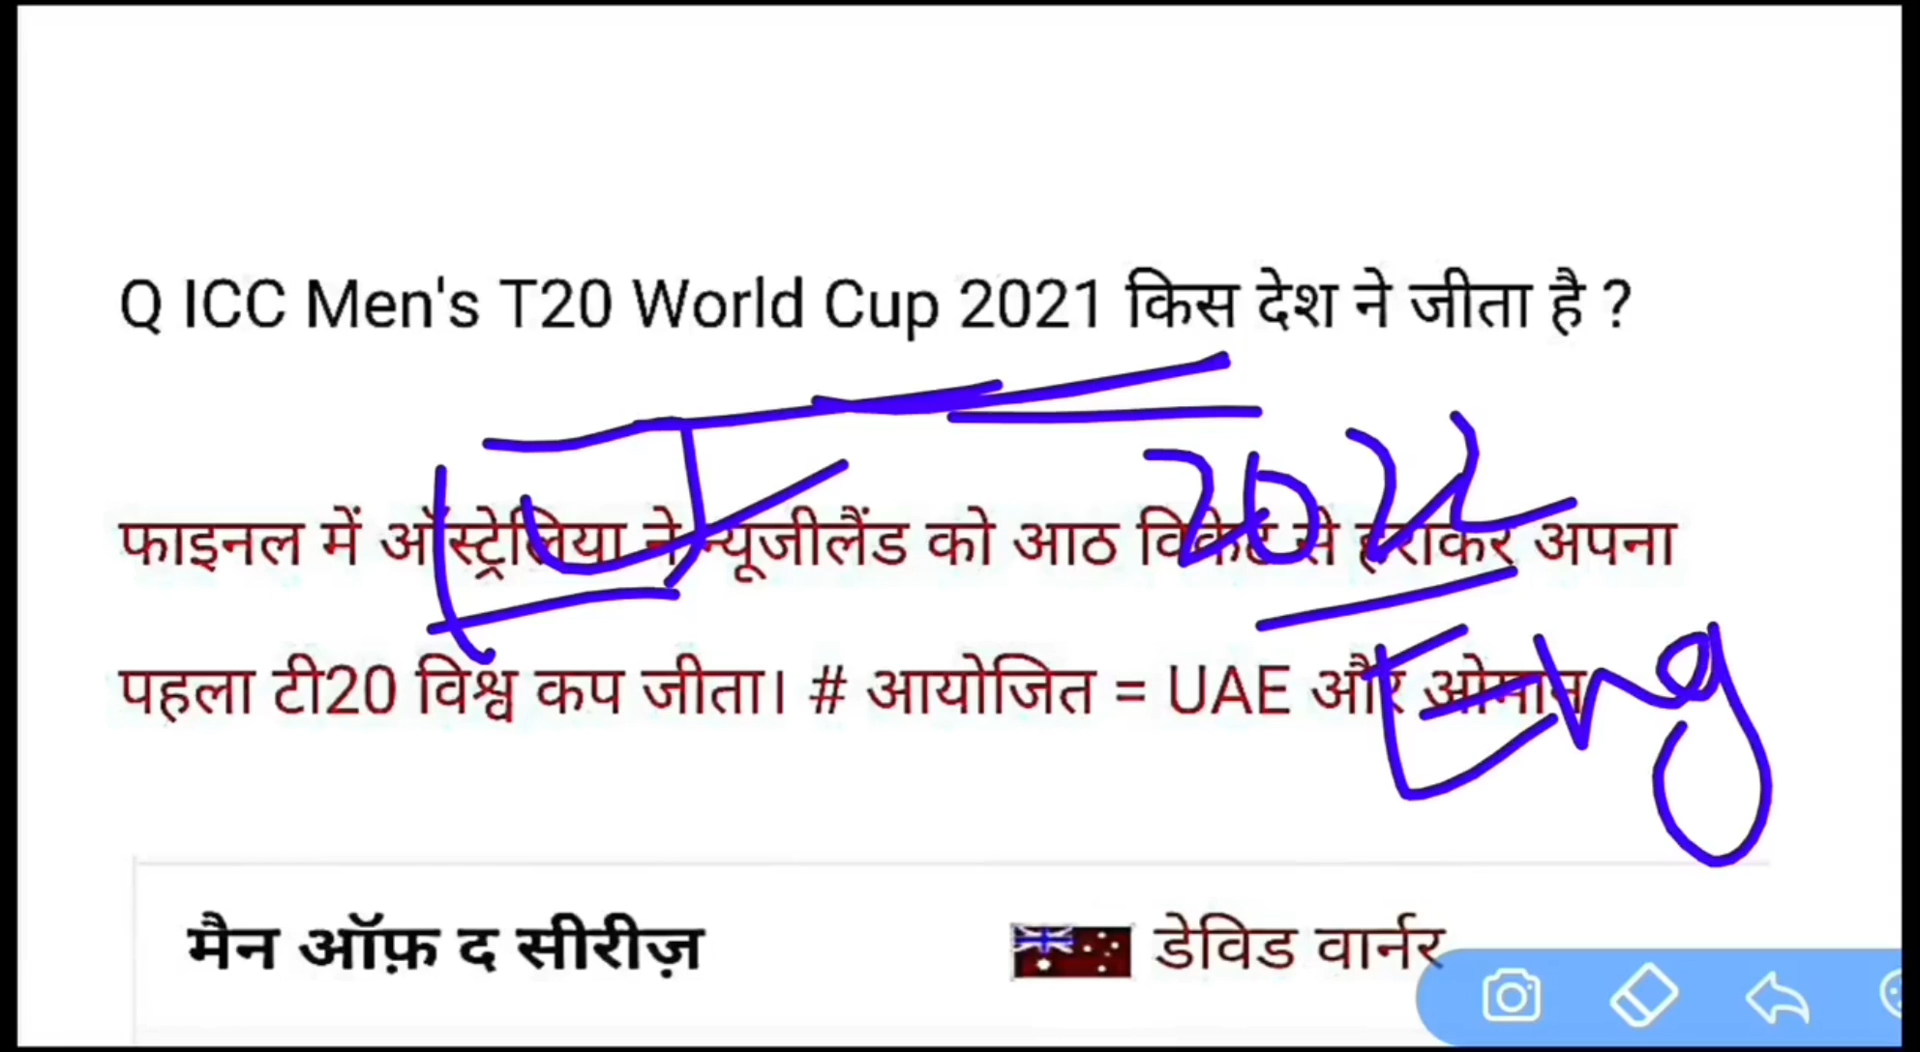 Q ICC Men's T20 World Cup 2021 किस देश ने जीता है ?
2022
फाइनल में ऑस्ट्रेलिया ने न्यूजीलैंड को आठ विकेट से हराकर अपना
Eng
पहला टी20 विश्व कप जीता। # आयोजित = UAE और ओमान
मैन ऑफ़ द सीरीज़ डेविड वार्नर